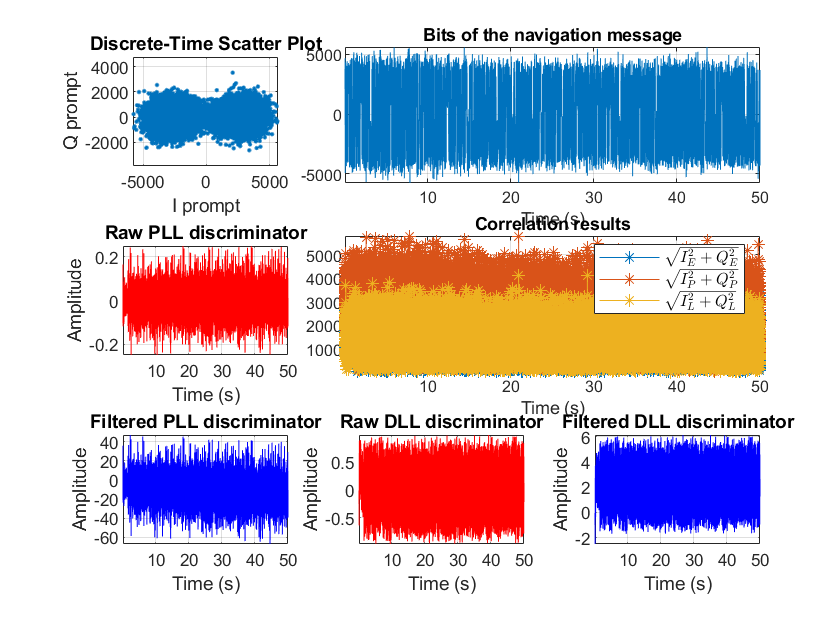 Discrete-Time Scatter Plot
4000
2000
0
-2000
Q prompt
-5000 0 5000
I prompt
Bits of the navigation message
5000
0
-5000
10 20 30 40 50
Time (s)
Raw PLL discriminator
0.2
0
-0.2
Amplitude
10 20 30 40 50
Time (s)
Correlation results
5000
4000
3000
2000
1000
10 20 30 40 50
Time (s)
√I_E^2 + Q_E^2
√I_P^2 + Q_P^2
√I_L^2 + Q_L^2
Filtered PLL discriminator
40
20
0
-20
-40
-60
Amplitude
10 20 30 40 50
Time (s)
Raw DLL discriminator
0.5
0
-0.5
Amplitude
10 20 30 40 50
Time (s)
Filtered DLL discriminator
6
4
2
0
-2
Amplitude
10 20 30 40 50
Time (s)